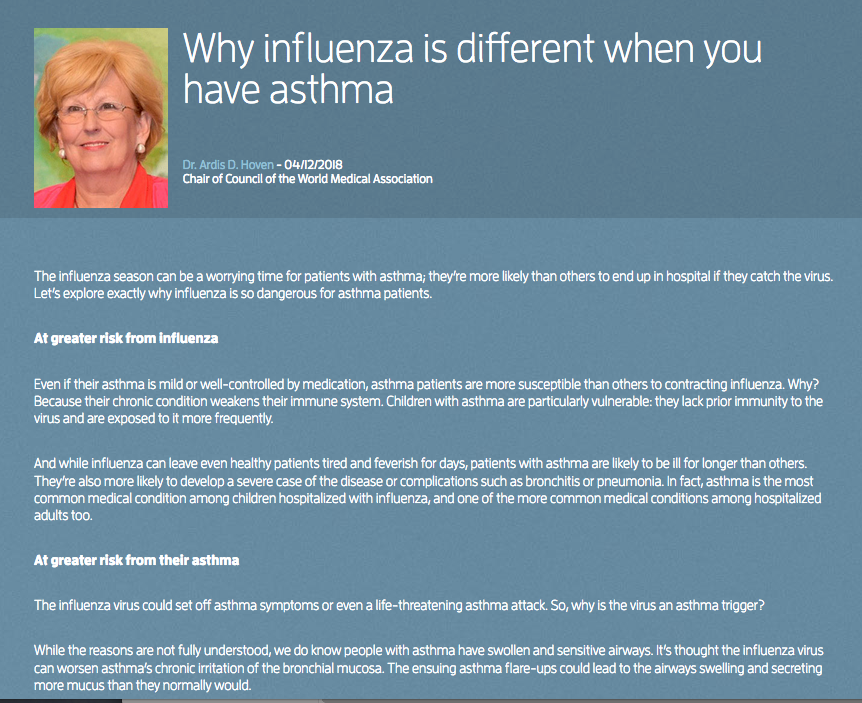 Why influenza is different when you
have asthma
Dr. Ardis D. Hoven - 04/12/2018
Chair of Council of the World Medical Association
The influenza season can be a worrying time for patients with asthma; they're more likely than others to end up in hospital if they catch the virus.
Let's explore exactly why influenza is so dangerous for asthma patients.
At greater risk from influenza
Even if their asthma is mild or well-controlled by medication, asthma patients are more susceptible than others to contracting influenza. Why?
Because their chronic condition weakens their immune system. Children with asthma are particularly vulnerable: they lack prior immunity to the
virus and are exposed to it more frequently.
And while influenza can leave even healthy patients tired and feverish for days, patients with asthma are likely to be ill for longer than others.
They're also more likely to develop a severe case of the disease or complications such as bronchitis or pneumonia. In fact, asthma is the most
common medical condition among children hospitalized with influenza, and one of the more common medical conditions among hospitalized
adults too.
At greater risk from their asthma
The influenza virus could set off asthma symptoms or even a life-threatening asthma attack. So, why is the virus an asthma trigger?
While the reasons are not fully understood, we do know people with asthma have swollen and sensitive airways. It's thought the influenza virus
can worsen asthma's chronic irritation of the bronchial mucosa. The ensuing asthma flare-ups could lead to the airways swelling and secreting
more mucus than they normally would.